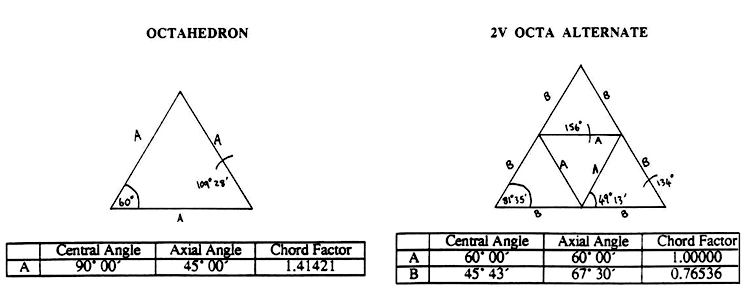 OCTAHEDRON
A
A
109° 28′
60°
A
Central Angle Axial Angle Chord Factor
A 90° 00′ 45° 00′ 1.41421
2V OCTA ALTERNATE
B B
156°
A
B A A B
81° 35′ 49° 13′ 134°
B B
Central Angle Axial Angle Chord Factor
A 60° 00′ 60° 00′ 1.00000
B 45° 43′ 67° 30′ 0.76536